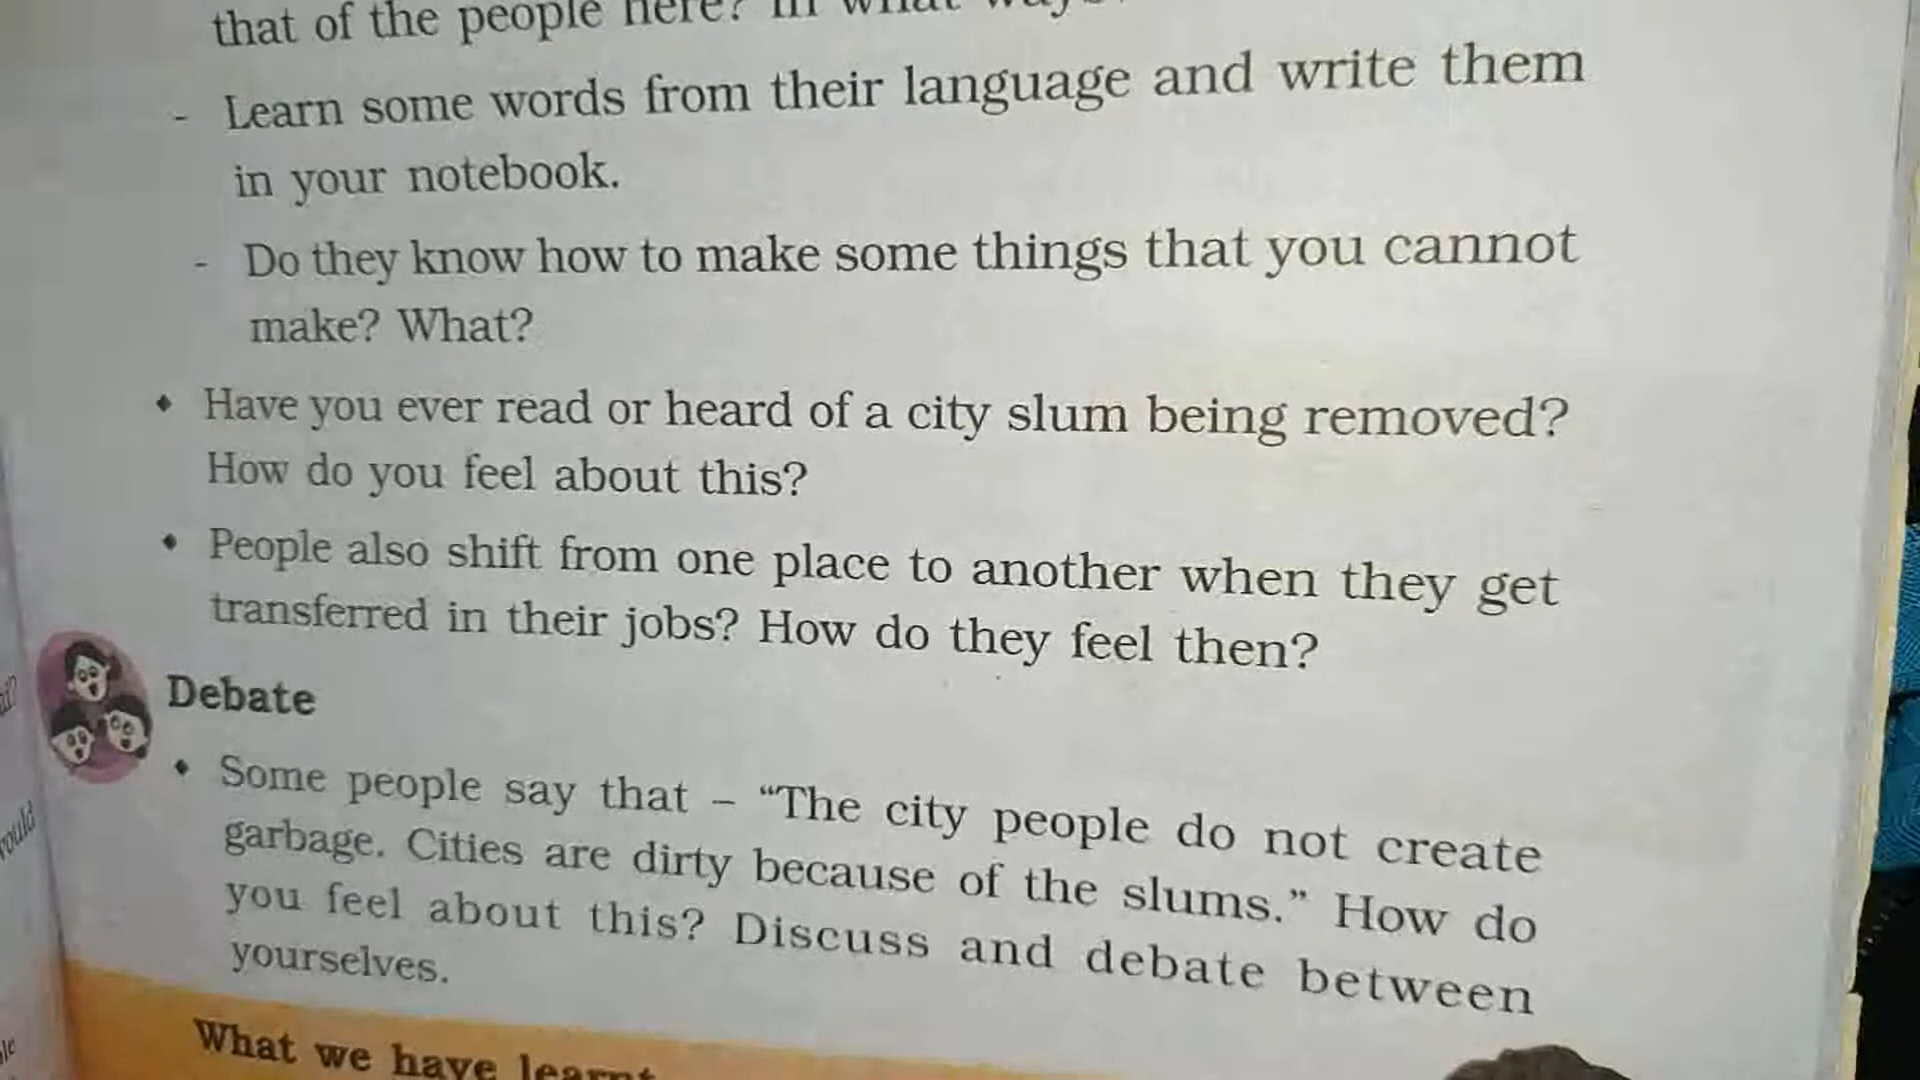 that of the people here? In what ways?
- Learn some words from their language and write them
in your notebook.
- Do they know how to make some things that you cannot
make? What?
• Have you ever read or heard of a city slum being removed?
How do you feel about this?
• People also shift from one place to another when they get
transferred in their jobs? How do they feel then?
Debate
• Some people say that – “The city people do not create
garbage. Cities are dirty because of the slums.” How do
you feel about this? Discuss and debate between
yourselves.
What we have learnt